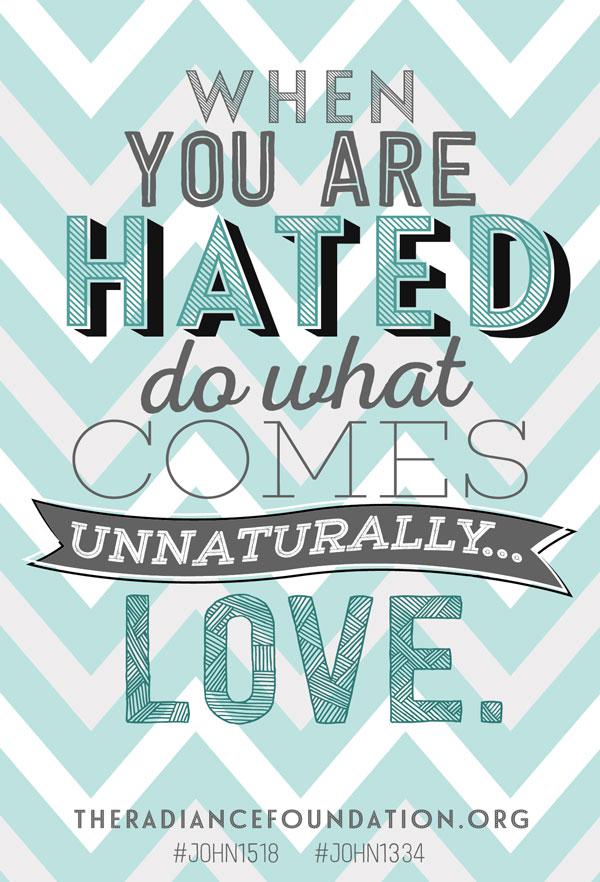 WHEN
YOU ARE
HATED
do what
COMES
UNNATURALLY...
LOVE.
THERADIANCEFOUNDATION.ORG
#JOHN1518 #JOHN1334